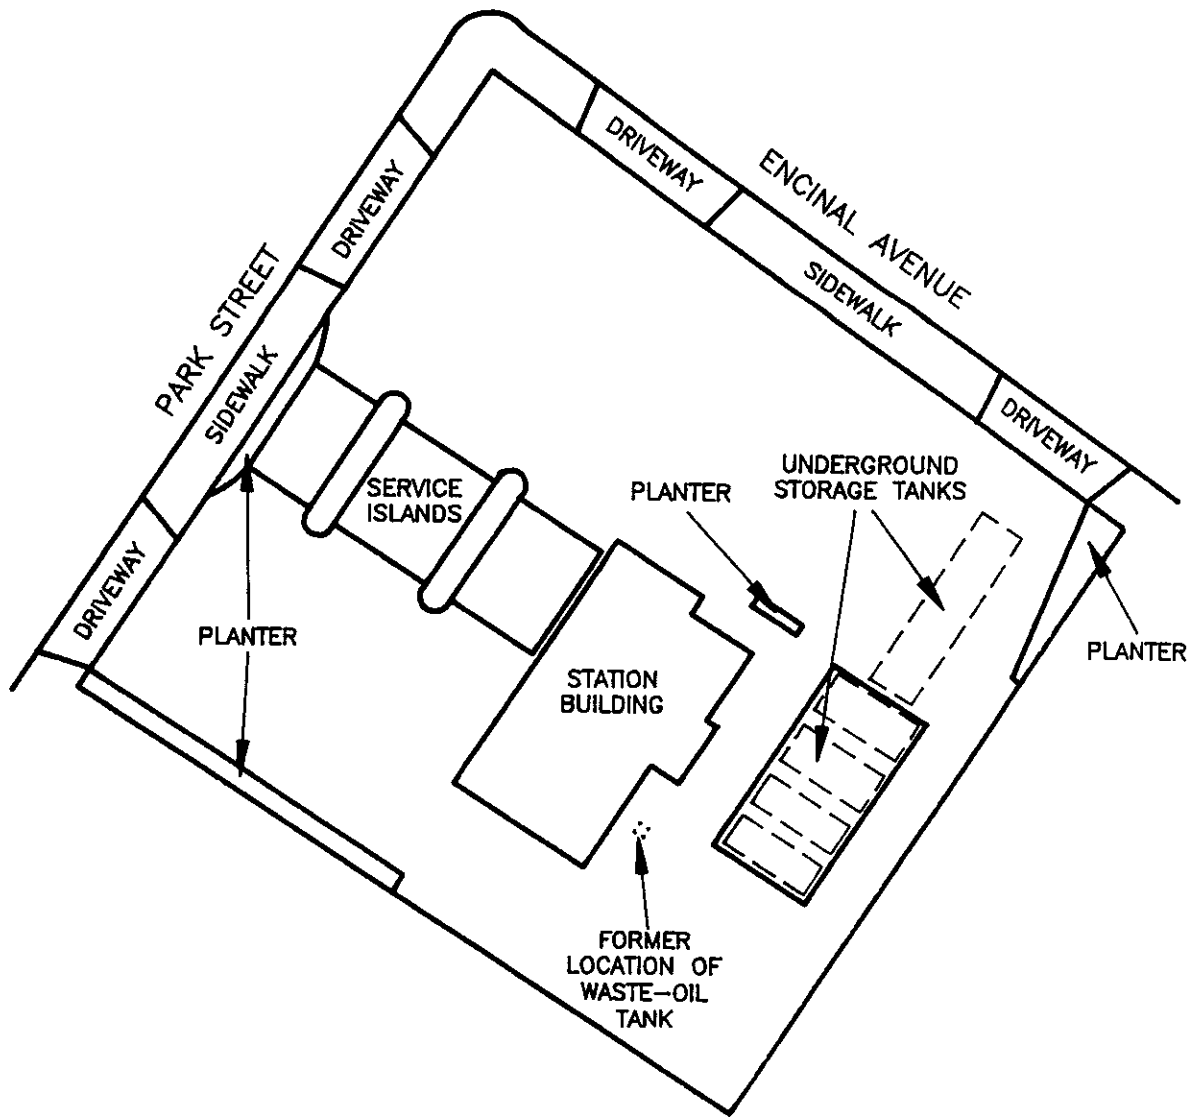 DRIVEWAY
ENCINAL AVENUE
DRIVEWAY
SIDEWALK
PARK STREET
SIDEWALK
DRIVEWAY
UNDERGROUND
STORAGE TANKS
PLANTER
SERVICE
ISLANDS
DRIVEWAY
PLANTER
PLANTER
STATION
BUILDING
FORMER
LOCATION OF
WASTE-OIL
TANK